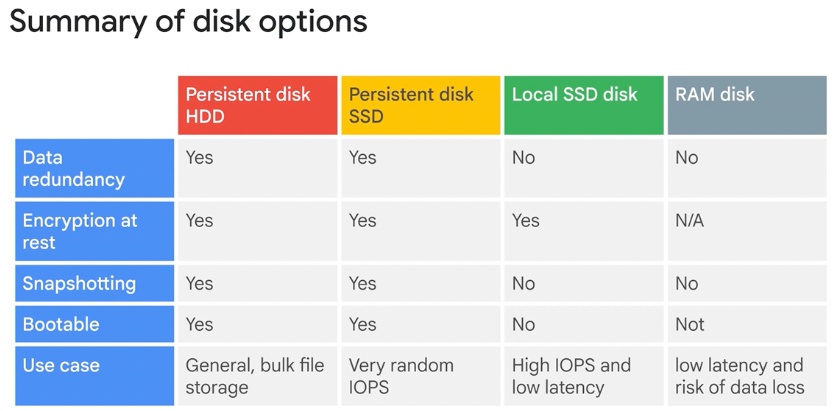 Summary of disk options
Persistent disk
HDD
Persistent disk
SSD
Local SSD disk
RAM disk
Data
redundancy
Yes
Yes
No
No
Encryption at
rest
Yes
Yes
Yes
N/A
Snapshotting
Yes
Yes
No
No
Bootable
Yes
Yes
No
Not
Use case
General, bulk file
storage
Very random
IOPS
High IOPS and
low latency
low latency and
risk of data loss